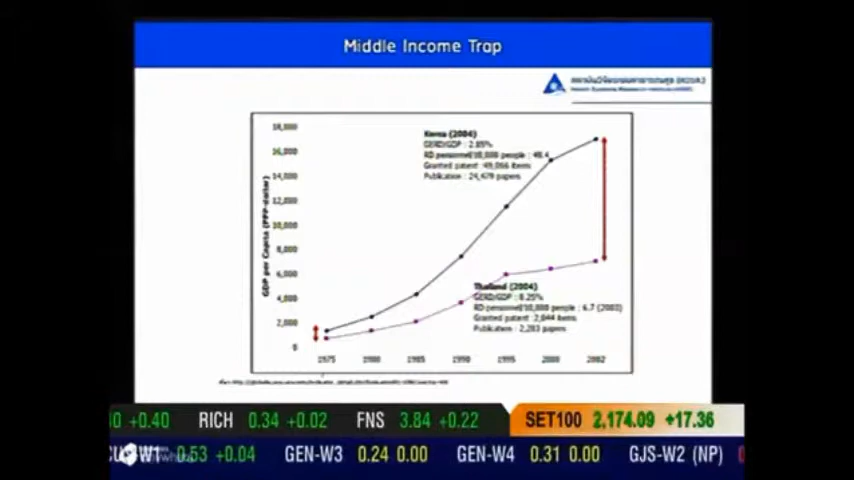 Middle Income Trap
18,000
16,000
14,000
12,000
10,000
8,000
6,000
4,000
2,000
0
GDP per Capita (PPP-dollar)
Korea (2004)
GERD/GDP : 2.85%
RD personnel/10,000 people : 48.4
Granted patent : 49,066 items
Publication : 24,479 papers
Thailand (2004)
GERD/GDP : 0.25%
RD personnel/10,000 people : 6.7 (2003)
Granted patent : 2,044 items
Publication : 2,203 papers
1975 1980 1985 1990 1995 2000 2002
+0.40 RICH 0.34 +0.02 FNS 3.84 +0.22 SET100 2,174.09 +17.36
0.53 +0.04 GEN-W3 0.24 0.00 GEN-W4 0.31 0.00 GJS-W2 (NP)